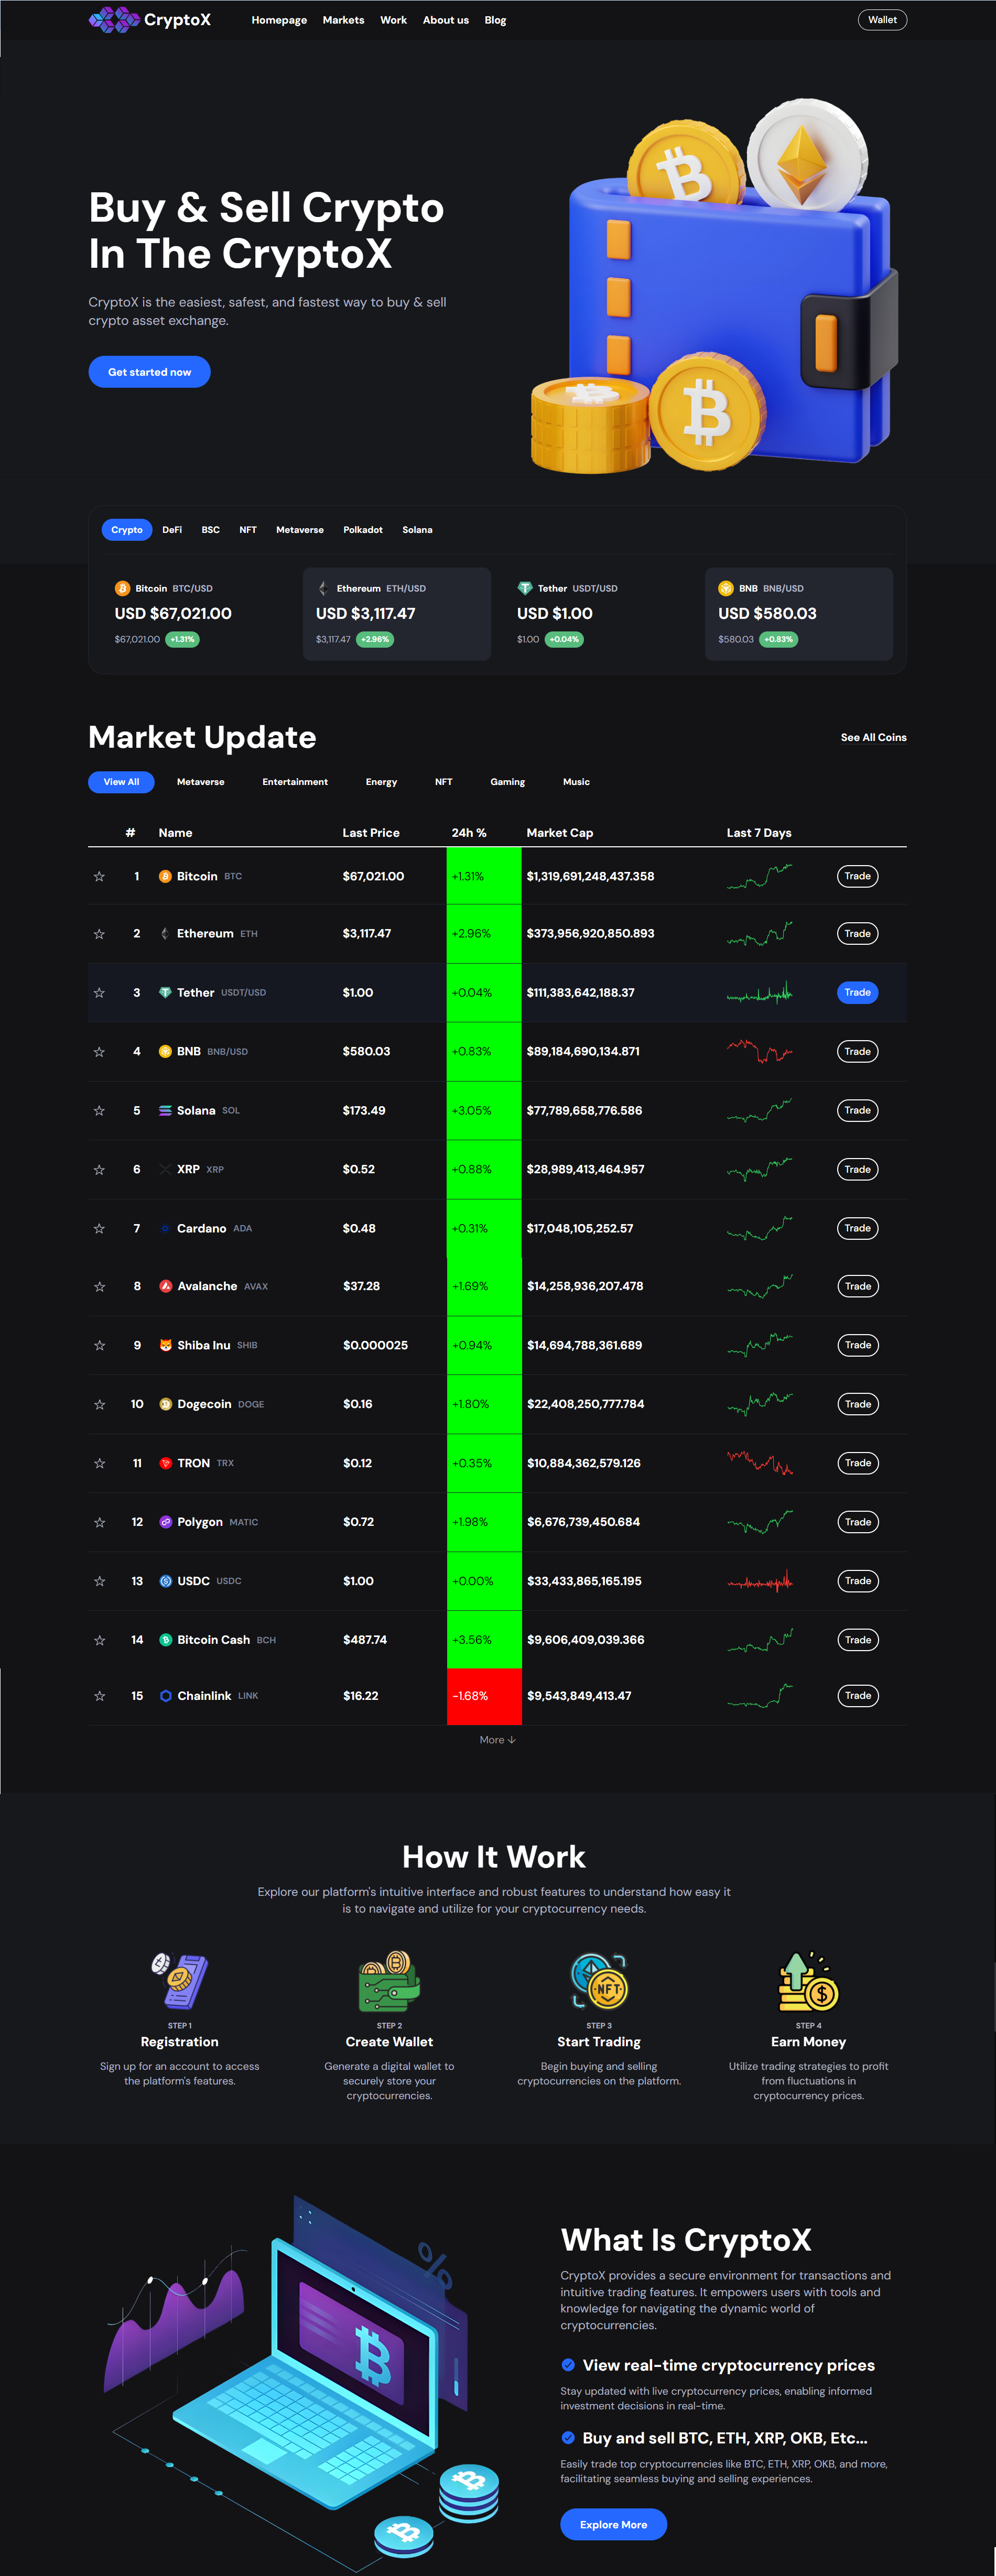 CryptoX Homepage Markets Work About us Blog Wallet
Buy & Sell Crypto
In The CryptoX
CryptoX is the easiest, safest, and fastest way to buy & sell
crypto asset exchange.
Get started now
Crypto DeFi BSC NFT Metaverse Polkadot Solana
Bitcoin BTC/USD
USD $67,021.00
$67,021.00 +1.31%
Ethereum ETH/USD
USD $3,117.47
$3,117.47 +2.96%
Tether USDT/USD
USD $1.00
$1.00 +0.04%
BNB BNB/USD
USD $580.03
$580.03 +0.83%
Market Update
See All Coins
View All Metaverse Entertainment Energy NFT Gaming Music
# Name Last Price 24h % Market Cap Last 7 Days
1 Bitcoin BTC $67,021.00 +1.31% $1,319,691,248,437.358 Trade
2 Ethereum ETH $3,117.47 +2.96% $373,956,920,850.893 Trade
3 Tether USDT/USD $1.00 +0.04% $111,383,642,188.37 Trade
4 BNB BNB/USD $580.03 +0.83% $89,184,690,134.871 Trade
5 Solana SOL $173.49 +3.05% $77,789,658,776.586 Trade
6 XRP XRP $0.52 +0.88% $28,989,413,464.957 Trade
7 Cardano ADA $0.48 +0.31% $17,048,105,252.57 Trade
8 Avalanche AVAX $37.28 +1.69% $14,258,936,207.478 Trade
9 Shiba Inu SHIB $0.000025 +0.94% $14,694,788,361.689 Trade
10 Dogecoin DOGE $0.16 +1.80% $22,408,250,777.784 Trade
11 TRON TRX $0.12 +0.35% $10,884,362,579.126 Trade
12 Polygon MATIC $0.72 +1.98% $6,676,739,450.684 Trade
13 USDC USDC $1.00 +0.00% $33,433,865,165.195 Trade
14 Bitcoin Cash BCH $487.74 +3.56% $9,606,409,039.366 Trade
15 Chainlink LINK $16.22 -1.68% $9,543,849,413.47 Trade
More ↓
How It Work
Explore our platform's intuitive interface and robust features to understand how easy it
is to navigate and utilize for your cryptocurrency needs.
STEP 1
Registration
Sign up for an account to access
the platform's features.
STEP 2
Create Wallet
Generate a digital wallet to
securely store your
cryptocurrencies.
NFT
STEP 3
Start Trading
Begin buying and selling
cryptocurrencies on the platform.
STEP 4
Earn Money
Utilize trading strategies to profit
from fluctuations in
cryptocurrency prices.
%
What Is CryptoX
CryptoX provides a secure environment for transactions and
intuitive trading features. It empowers users with tools and
knowledge for navigating the dynamic world of
cryptocurrencies.
View real-time cryptocurrency prices
Stay updated with live cryptocurrency prices, enabling informed
investment decisions in real-time.
Buy and sell BTC, ETH, XRP, OKB, Etc...
Easily trade top cryptocurrencies like BTC, ETH, XRP, OKB, and more,
facilitating seamless buying and selling experiences.
Explore More